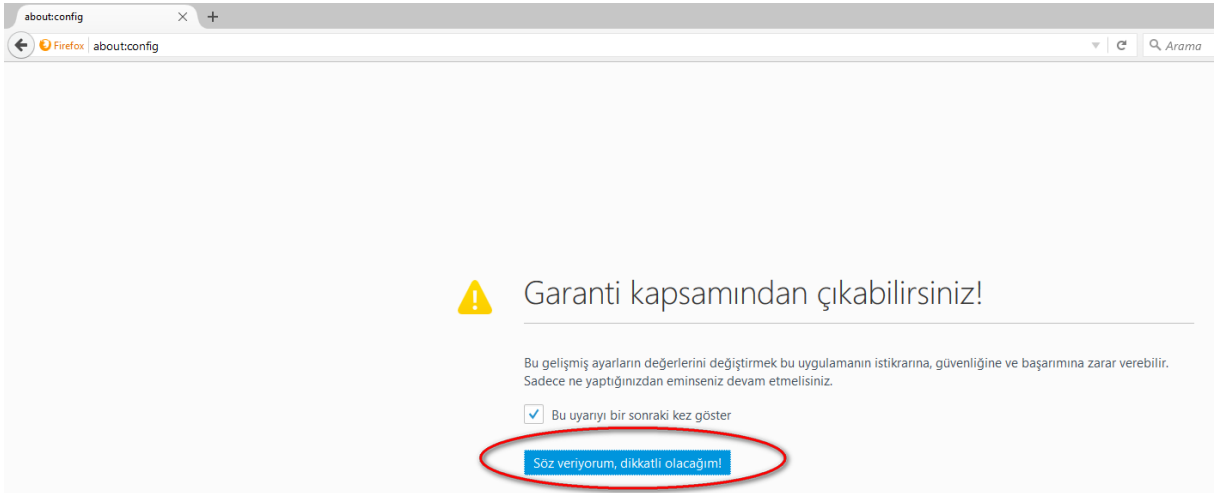 about:config
Firefox about:config
Arama
Garanti kapsamından çıkabilirsiniz!
Bu gelişmiş ayarların değerlerini değiştirmek bu uygulamanın istikrarına, güvenliğine ve başarımına zarar verebilir.
Sadece ne yaptığınızdan eminseniz devam etmelisiniz.
Bu uyarıyı bir sonraki kez göster
Söz veriyorum, dikkatli olacağım!